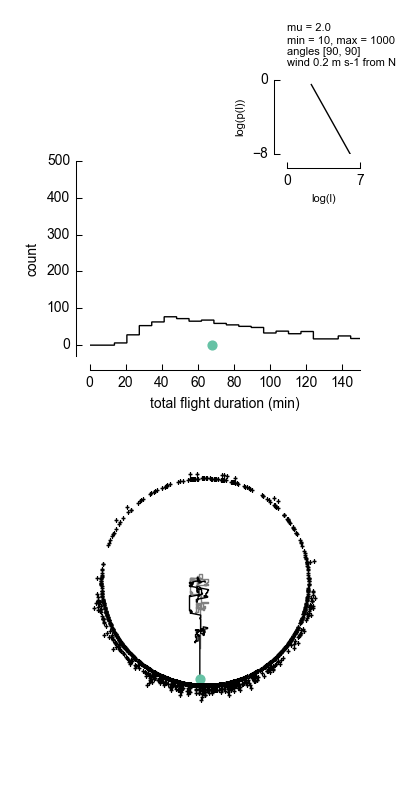 mu = 2.0
min = 10, max = 1000
angles [90, 90]
wind 0.2 m s-1 from N
0
−8
log(p(l))
0 7
log(l)
500
400
300
200
100
0
count
0 20 40 60 80 100 120 140
total flight duration (min)